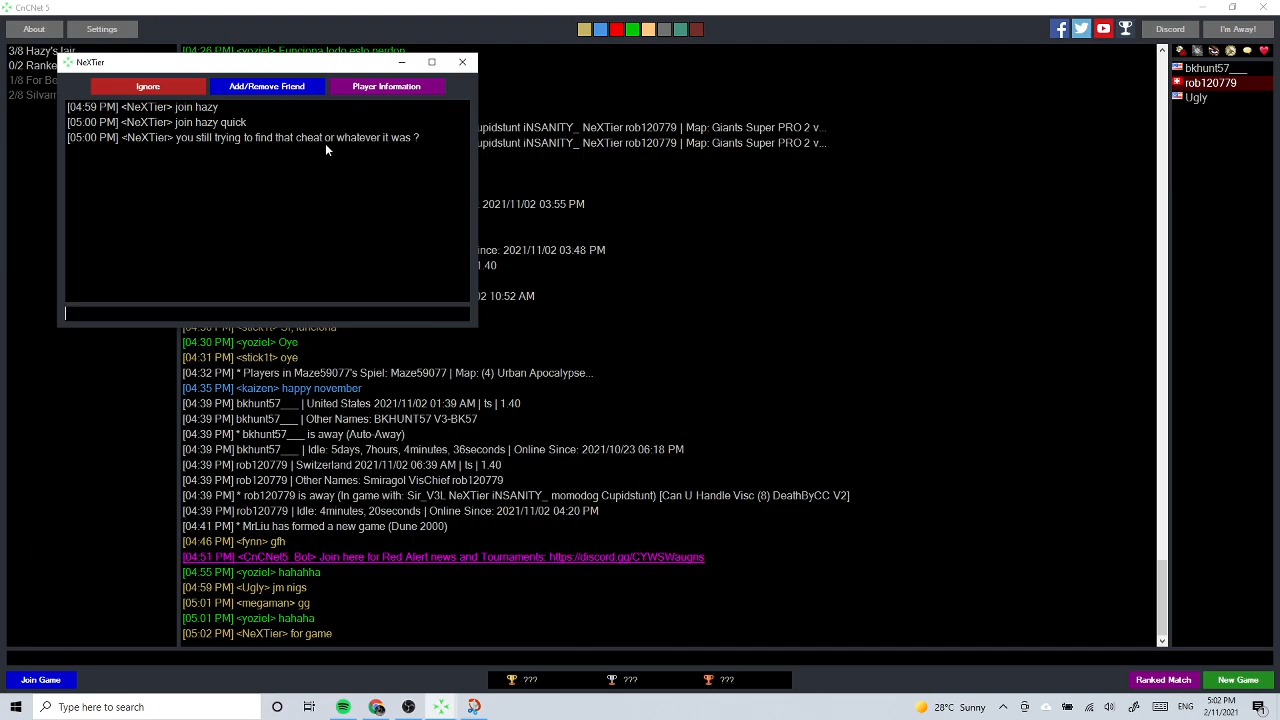 CnCNet 5
About
Settings
Discord
I'm Away!
3/8 Hazy's lair
0/2 Ranke
1/8 For Be
2/8 Silvam
[04:26 PM] <yoziel> Funciona todo esto perdon
NeXTier
Ignore
Add/Remove Friend
Player Information
[04:59 PM] <NeXTier> join hazy
[05:00 PM] <NeXTier> join hazy quick
[05:00 PM] <NeXTier> you still trying to find that cheat or whatever it was ?
bkhunt57___
rob120779
Ugly
upidstunt iNSANITY_ NeXTier rob120779 | Map: Giants Super PRO 2 v...
upidstunt iNSANITY_ NeXTier rob120779 | Map: Giants Super PRO 2 v...
: 2021/11/02 03:55 PM
ince: 2021/11/02 03:48 PM
1.40
02 10:52 AM
[04:30 PM] <stick1t> Si, funciona
[04:30 PM] <yoziel> Oye
[04:31 PM] <stick1t> oye
[04:32 PM] * Players in Maze59077's Spiel: Maze59077 | Map: (4) Urban Apocalypse...
[04:35 PM] <kaizen> happy november
[04:39 PM] bkhunt57___ | United States 2021/11/02 01:39 AM | ts | 1.40
[04:39 PM] bkhunt57___ | Other Names: BKHUNT57 V3-BK57
[04:39 PM] * bkhunt57___ is away (Auto-Away)
[04:39 PM] bkhunt57___ | Idle: 5days, 7hours, 4minutes, 36seconds | Online Since: 2021/10/23 06:18 PM
[04:39 PM] rob120779 | Switzerland 2021/11/02 06:39 AM | ts | 1.40
[04:39 PM] rob120779 | Other Names: Smiragol VisChief rob120779
[04:39 PM] * rob120779 is away (In game with: Sir_V3L NeXTier iNSANITY_ momodog Cupidstunt) [Can U Handle Visc (8) DeathByCC V2]
[04:39 PM] rob120779 | Idle: 4minutes, 20seconds | Online Since: 2021/11/02 04:20 PM
[04:41 PM] * MrLiu has formed a new game (Dune 2000)
[04:46 PM] <fynn> gfh
[04:51 PM] <CnCNet5_Bot> Join here for Red Alert news and Tournaments: https://discord.gg/CYWSWaugns
[04:55 PM] <yoziel> hahahha
[04:59 PM] <Ugly> jm nigs
[05:01 PM] <megaman> gg
[05:01 PM] <yoziel> hahaha
[05:02 PM] <NeXTier> for game
Join Game
???
???
???
Ranked Match
New Game
Type here to search
28°C Sunny
ENG
5:02 PM
2/11/2021